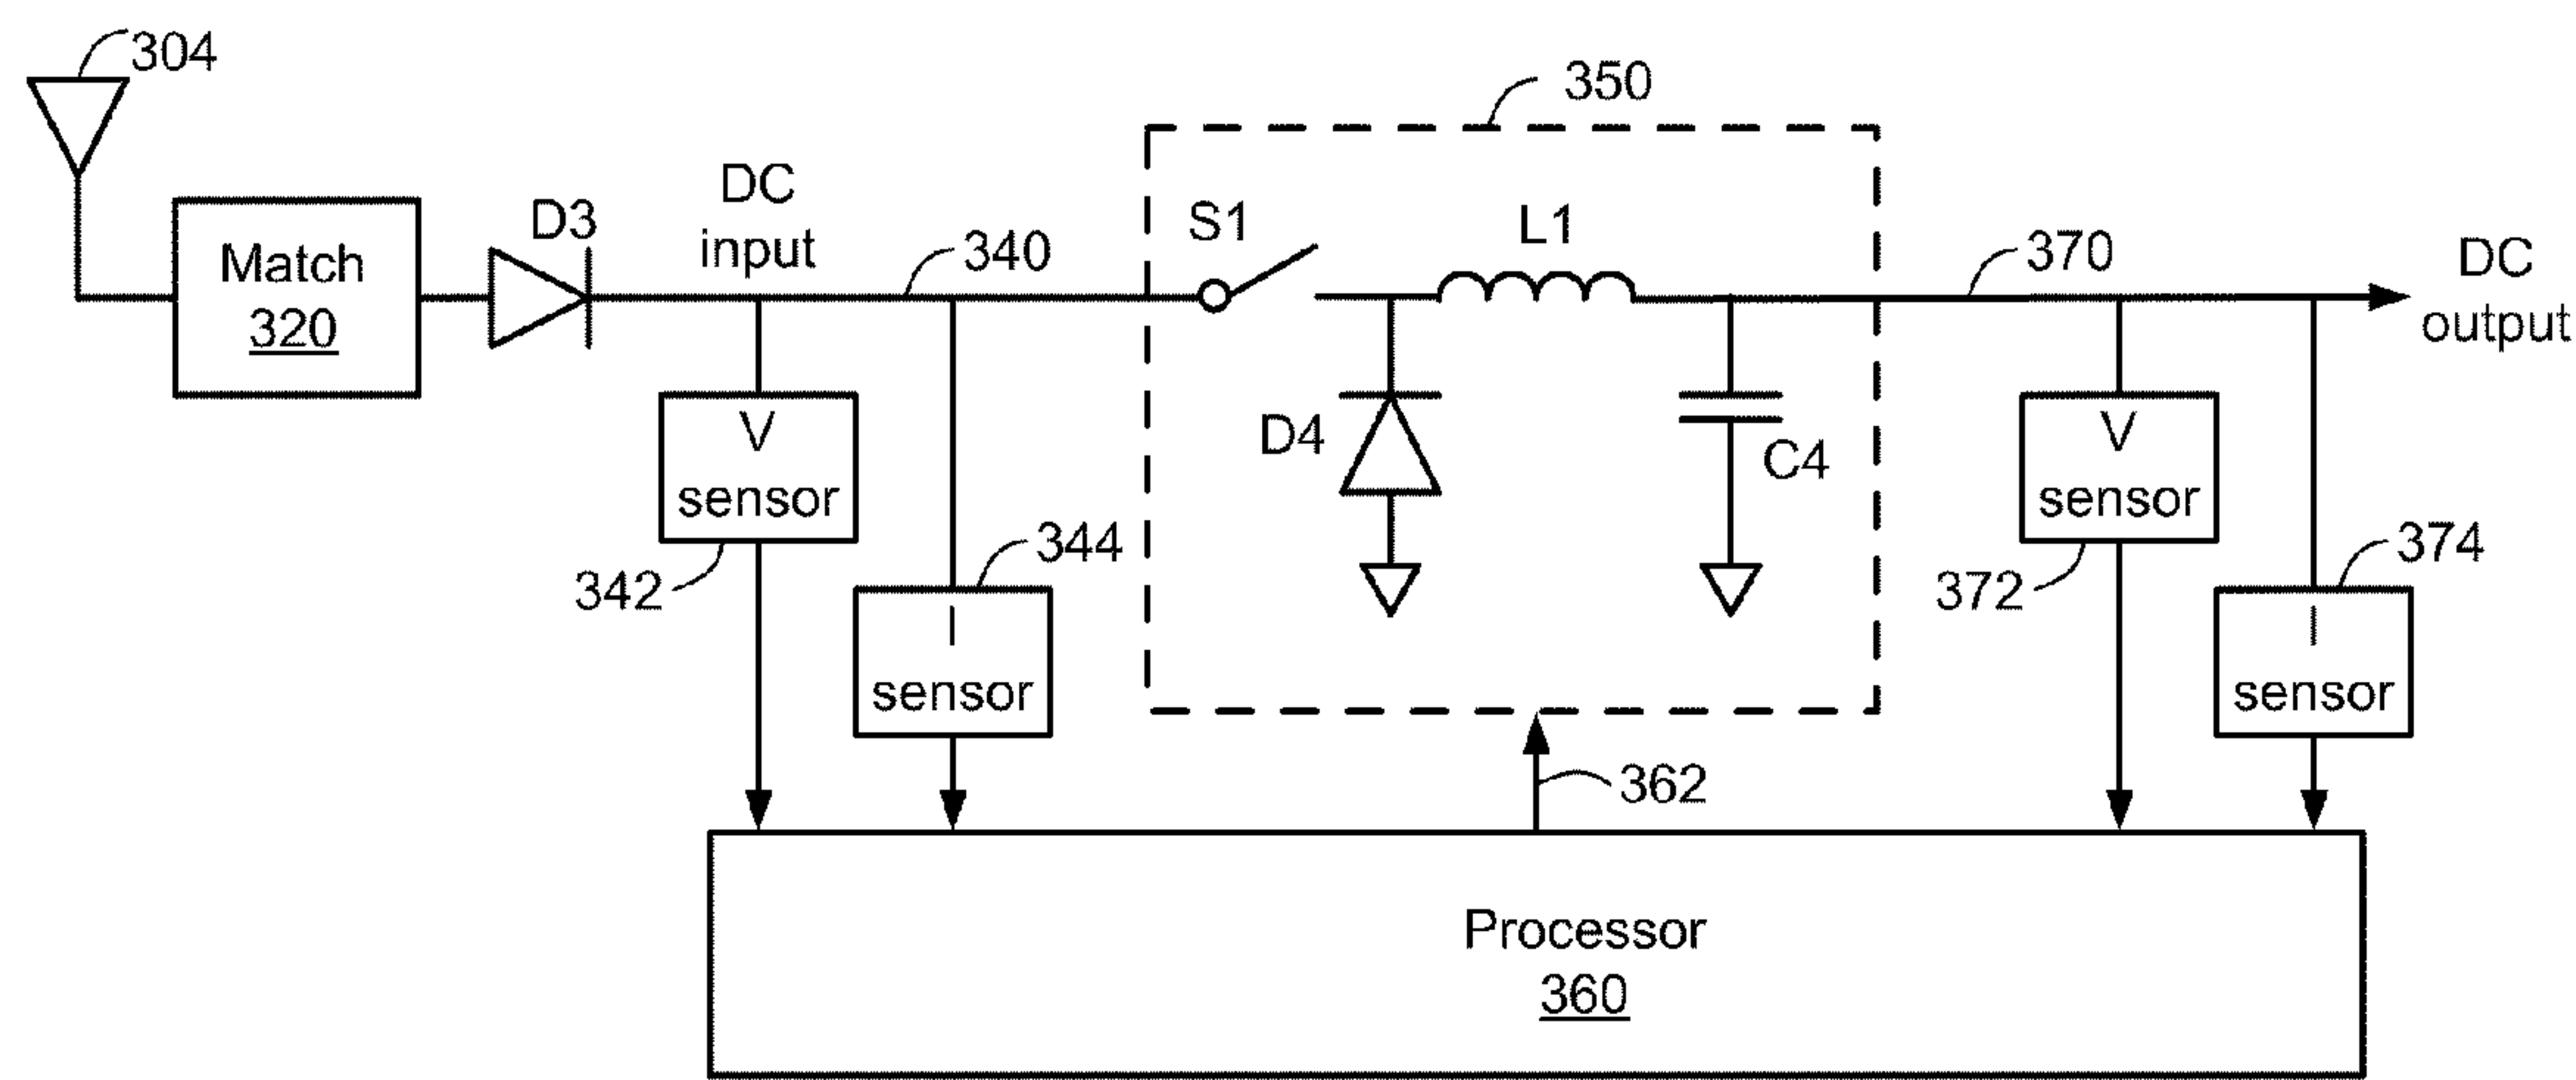 304
350
DC
input
D3
S1
L1
340
370
DC
output
Match
320
V
sensor
D4
C4
V
sensor
342
344
372
374
I
sensor
I
sensor
362
Processor
360